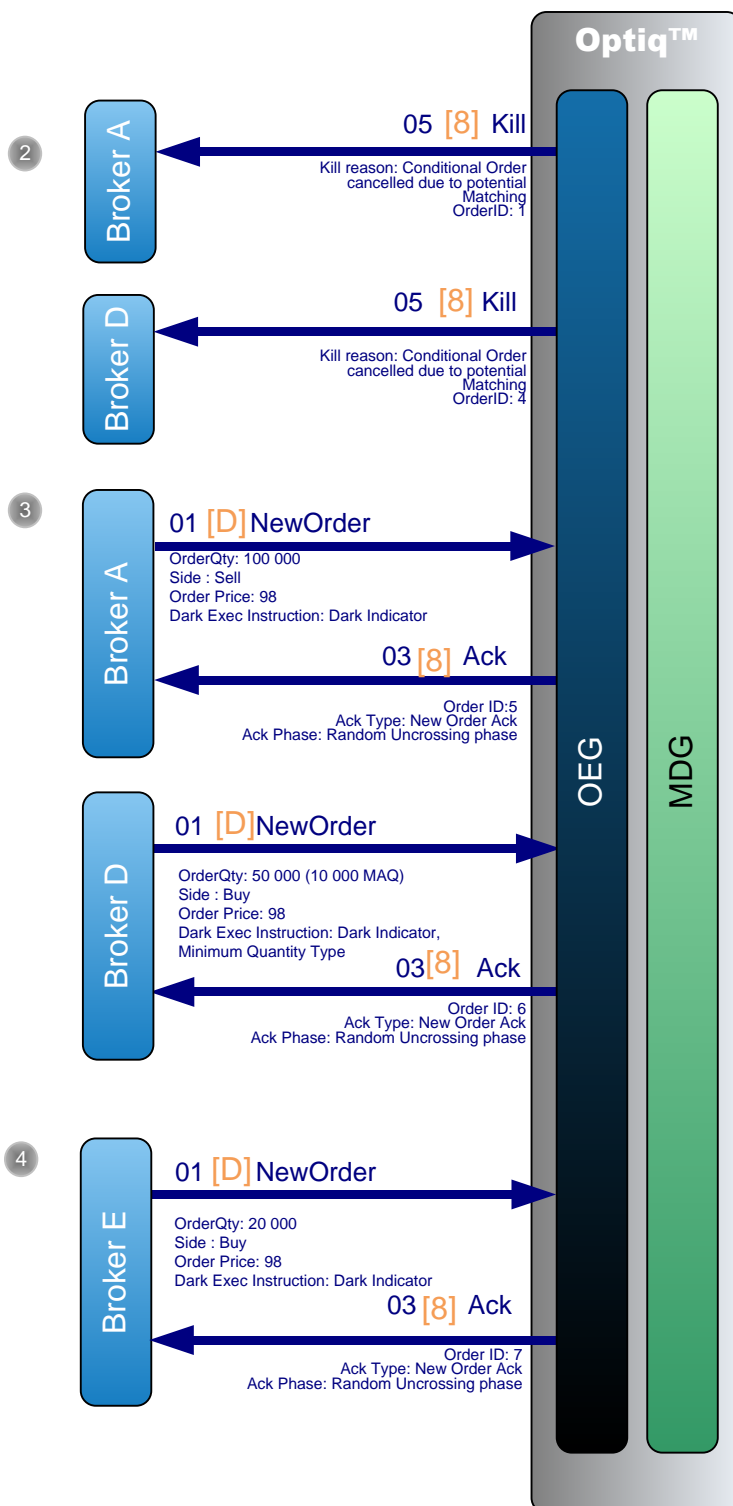 Optiq™
2
Broker A
05 [8] Kill
Kill reason: Conditional Order
cancelled due to potential
Matching
OrderID: 1
Broker D
05 [8] Kill
Kill reason: Conditional Order
cancelled due to potential
Matching
OrderID: 4
3
Broker A
01 [D] NewOrder
OrderQty: 100 000
Side : Sell
Order Price: 98
Dark Exec Instruction: Dark Indicator
03 [8] Ack
Order ID:5
Ack Type: New Order Ack
Ack Phase: Random Uncrossing phase
OEG
MDG
Broker D
01 [D]NewOrder
OrderQty: 50 000 (10 000 MAQ)
Side : Buy
Order Price: 98
Dark Exec Instruction: Dark Indicator,
Minimum Quantity Type
03[8] Ack
Order ID: 6
Ack Type: New Order Ack
Ack Phase: Random Uncrossing phase
4
Broker E
01 [D] NewOrder
OrderQty: 20 000
Side : Buy
Order Price: 98
Dark Exec Instruction: Dark Indicator
03 [8] Ack
Order ID: 7
Ack Type: New Order Ack
Ack Phase: Random Uncrossing phase